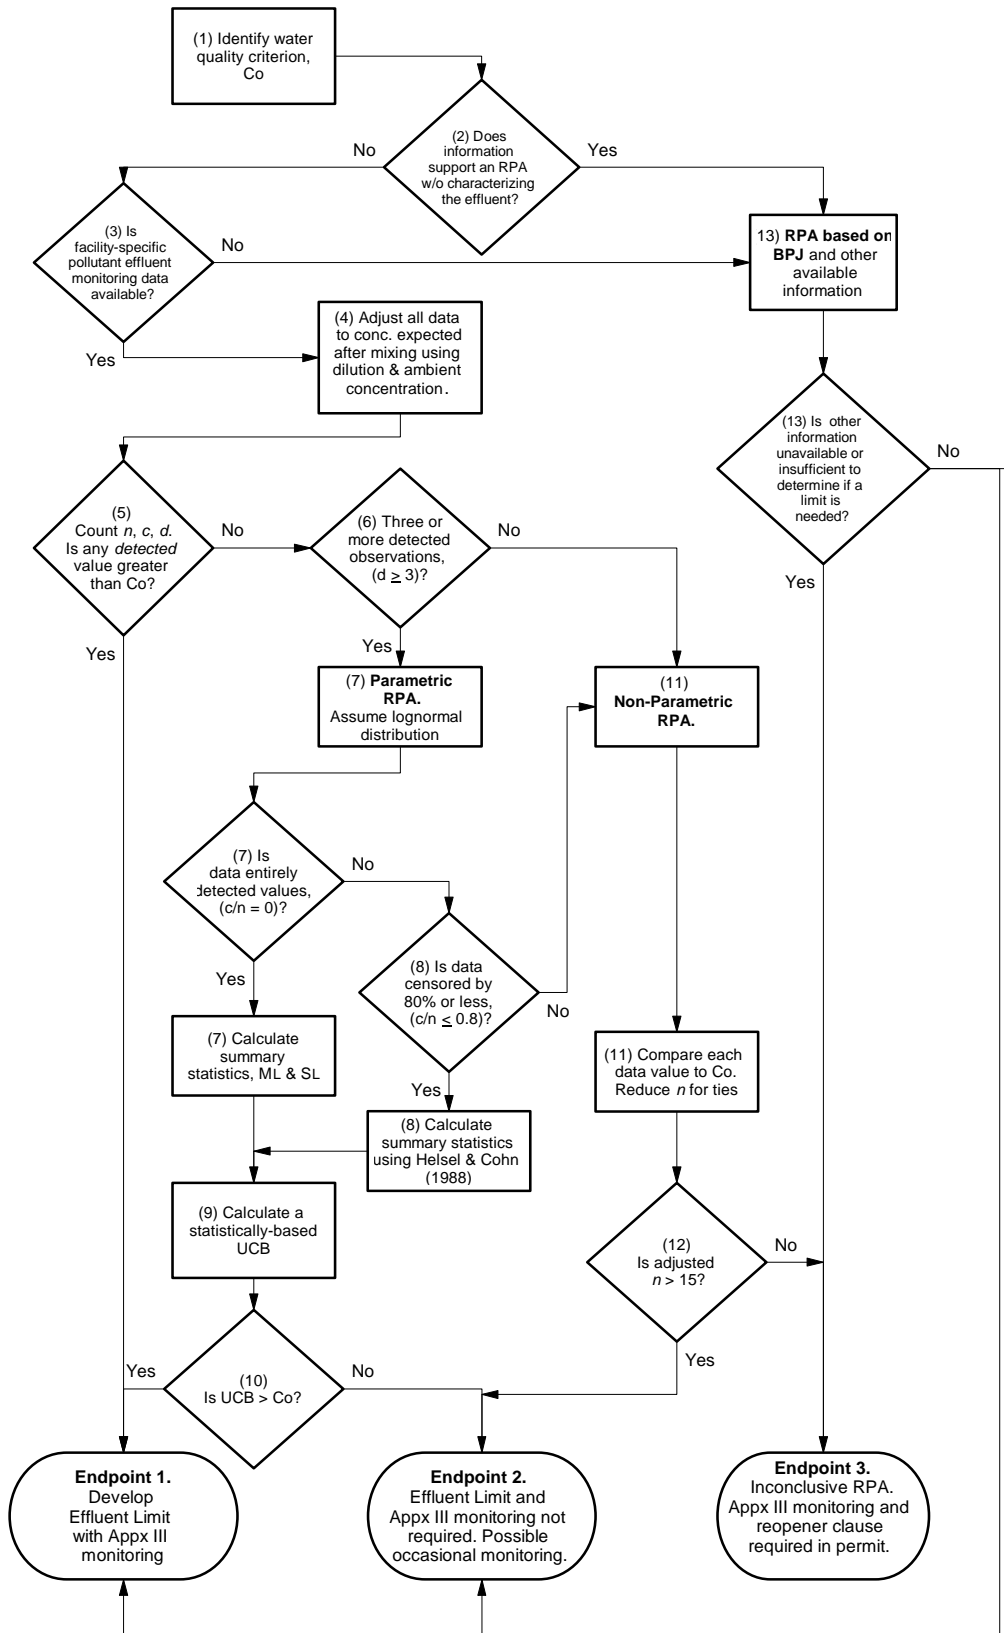 (1) Identify water
quality criterion,
Co
(2) Does
information
support an RPA
w/o characterizing
the effluent?
No
Yes
(3) Is
facility-specific
pollutant effluent
monitoring data
available?
No
Yes
13) RPA based on
BPJ and other
available
information
(4) Adjust all data
to conc. expected
after mixing using
dilution & ambient
concentration.
(13) Is other
information
unavailable or
insufficient to
determine if a
limit is
needed?
No
Yes
(5)
Count n, c, d.
Is any detected
value greater
than Co?
No
Yes
(6) Three or
more detected
observations,
(d ≥ 3)?
No
Yes
(7) Parametric
RPA.
Assume lognormal
distribution
(11)
Non-Parametric
RPA.
(7) Is
data entirely
detected values,
(c/n = 0)?
No
Yes
(8) Is data
censored by
80% or less,
(c/n ≤ 0.8)?
No
Yes
(7) Calculate
summary
statistics, ML & SL
(11) Compare each
data value to Co.
Reduce n for ties
(8) Calculate
summary statistics
using Helsel & Cohn
(1988)
(9) Calculate a
statistically-based
UCB
(12)
Is adjusted
n > 15?
No
Yes
(10)
Is UCB > Co?
Yes
No
Endpoint 1.
Develop
Effluent Limit
with Appx III
monitoring
Endpoint 2.
Effluent Limit and
Appx III monitoring not
required. Possible
occasional monitoring.
Endpoint 3.
Inconclusive RPA.
Appx III monitoring and
reopener clause
required in permit.